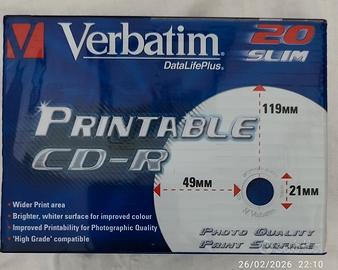 Verbatim.
DataLifePlus.
20
SLIM
PRINTABLE
CD-R
119MM
49MM
21MM
Verbatim
• Wider Print area
• Brighter, whiter surface for improved colour
• Improved Printability for Photographic Quality
• 'High Grade' compatible
PHOTO QUALITY
PRINT SURFACE
26/02/2026 22:10